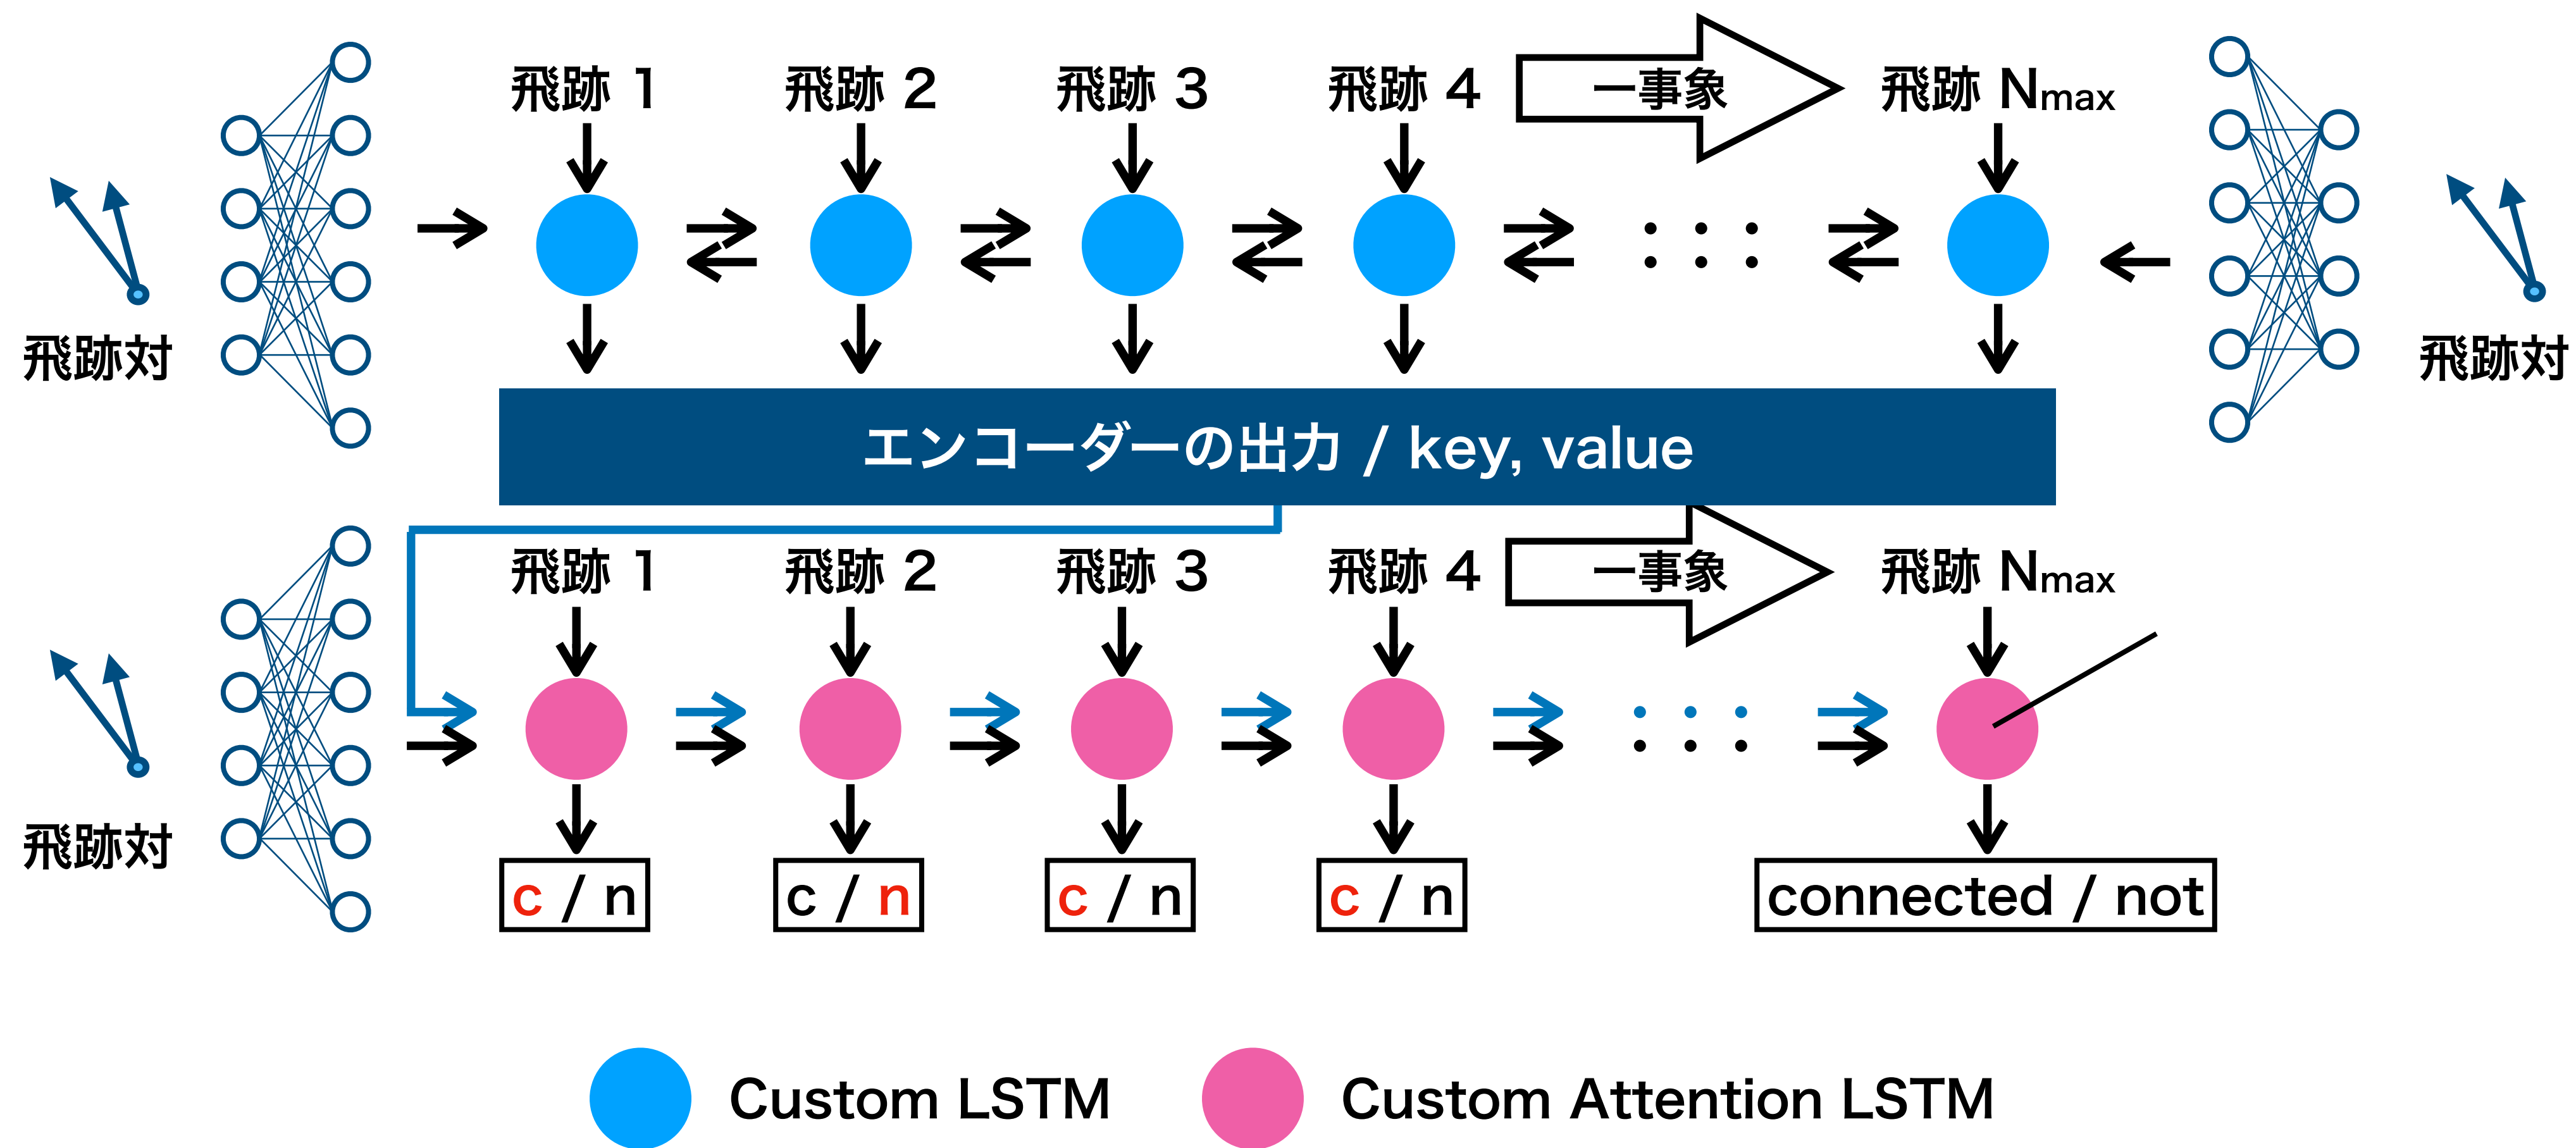 飛跡 1
飛跡 2
飛跡 3
飛跡 4
一事象
飛跡 Nmax
飛跡対
飛跡対
エンコーダーの出力 / key, value
飛跡 1
飛跡 2
飛跡 3
飛跡 4
一事象
飛跡 Nmax
飛跡対
c / n
c / n
c / n
c / n
connected / not
Custom LSTM
Custom Attention LSTM